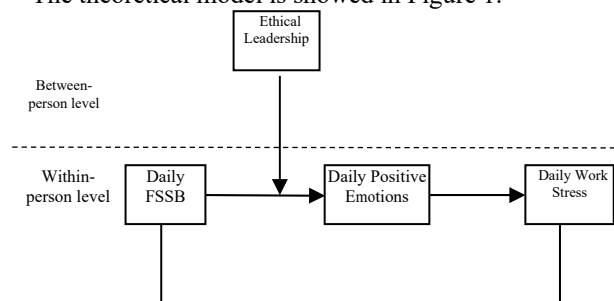 The theoretical model is showed in Figure 1.
Ethical
Leadership
Between-
person level
Within-
person level
Daily
FSSB
Daily Positive
Emotions
Daily Work
Stress